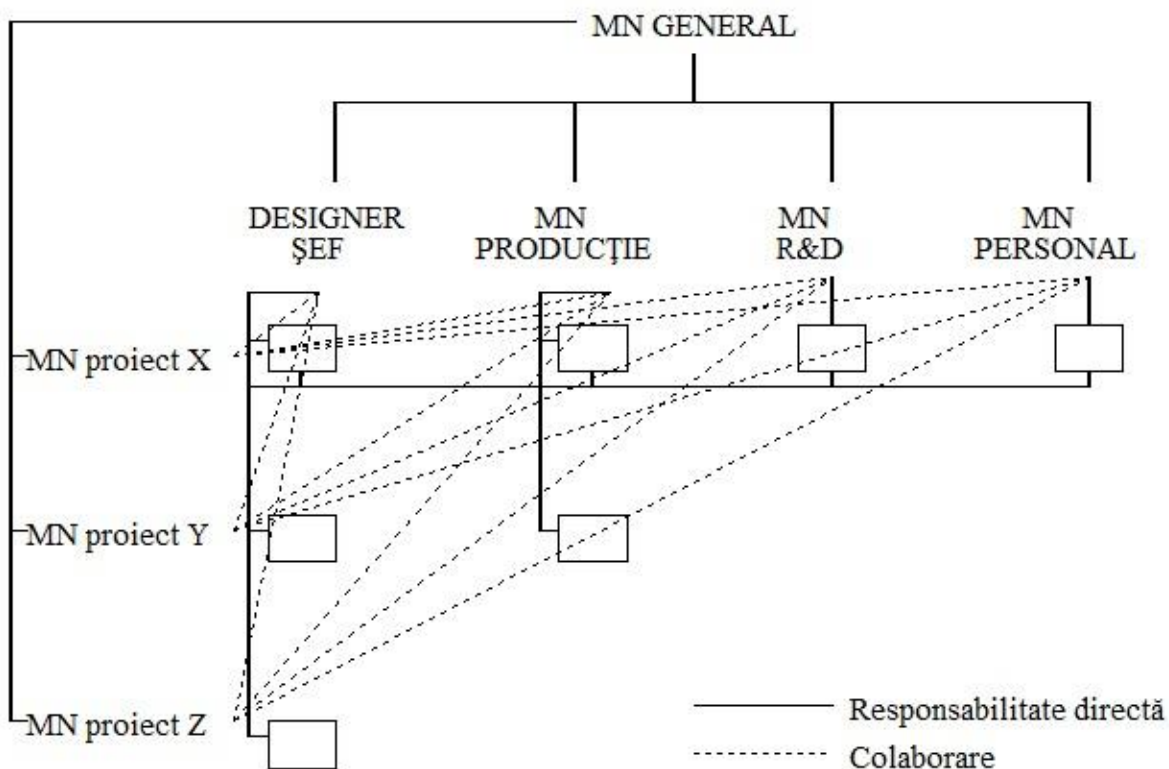 MN GENERAL
DESIGNER
ŞEF
MN
PRODUCŢIE
MN
R&D
MN
PERSONAL
MN proiect X
MN proiect Y
MN proiect Z
Responsabilitate directă
Colaborare